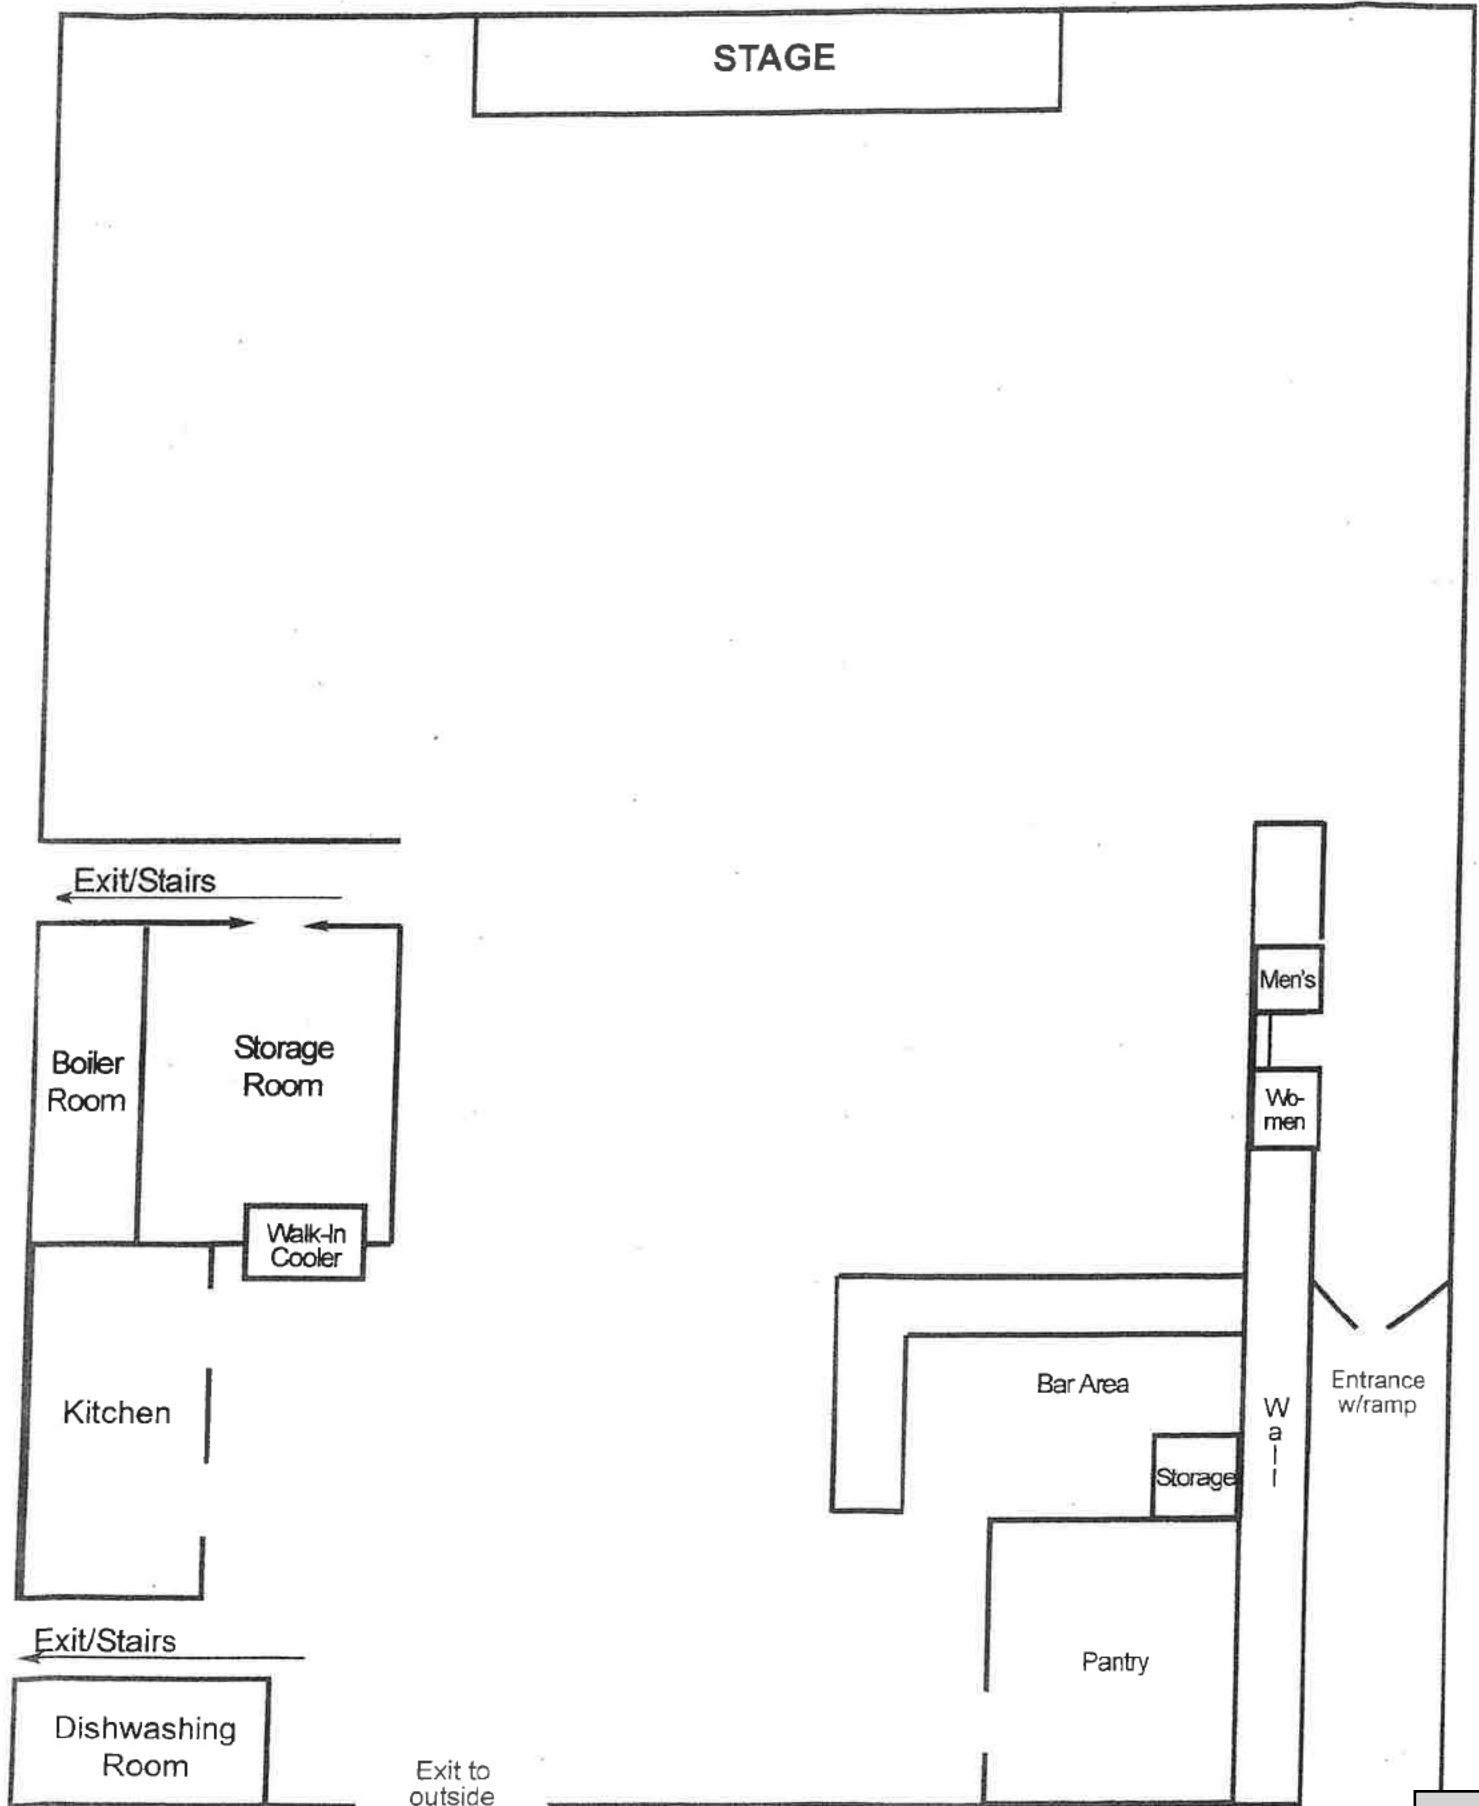 STAGE
Exit/Stairs
Boiler
Room
Storage
Room
Walk-In
Cooler
Kitchen
Exit/Stairs
Dishwashing
Room
Exit to
outside
Men's
Wo-
men
Bar Area
Storage
Pantry
W
a
l
l
Entrance
w/ramp